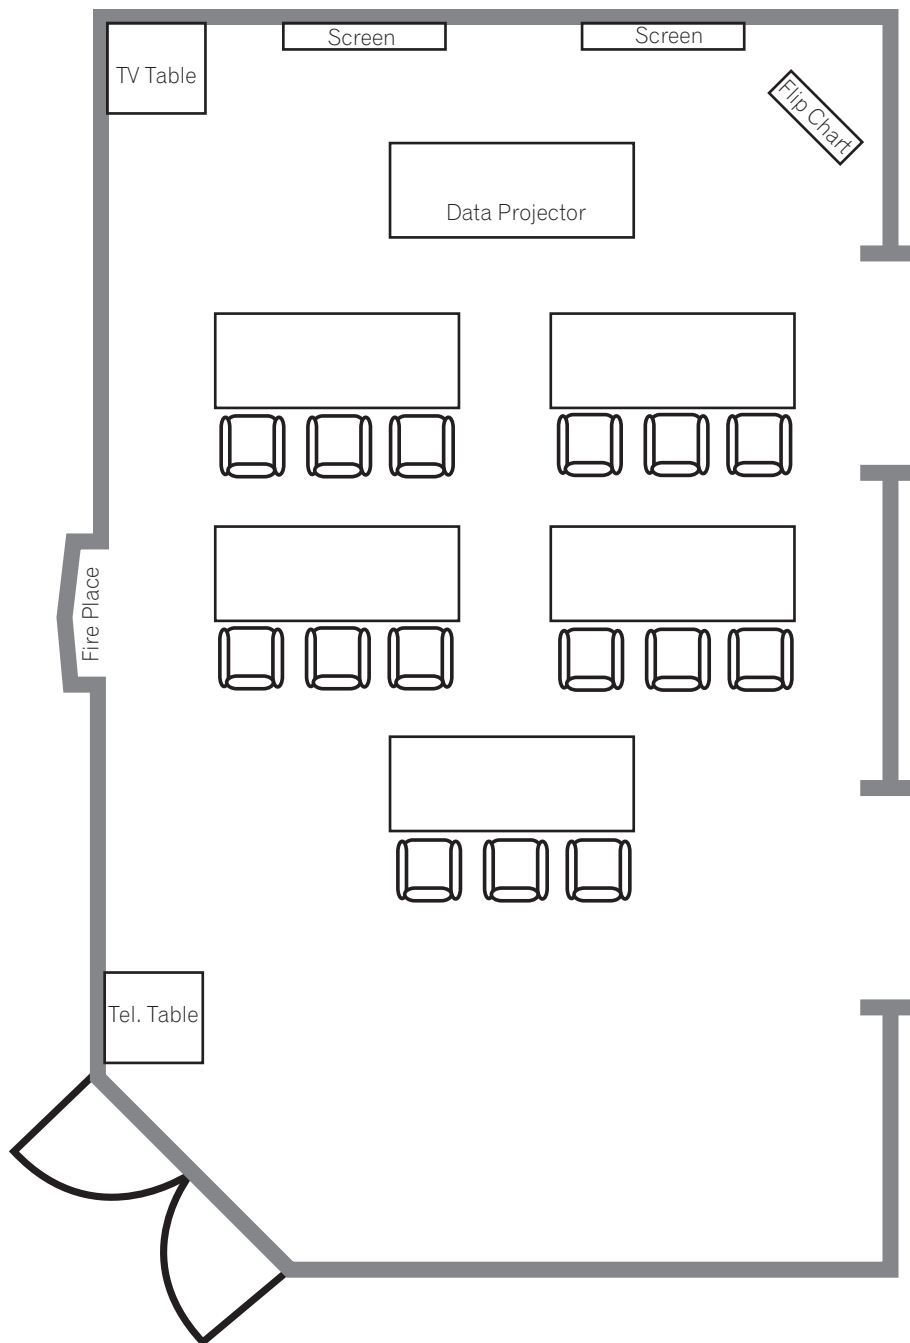 Screen
Screen
TV Table
Flip Chart
Data Projector
Fire Place
Tel. Table